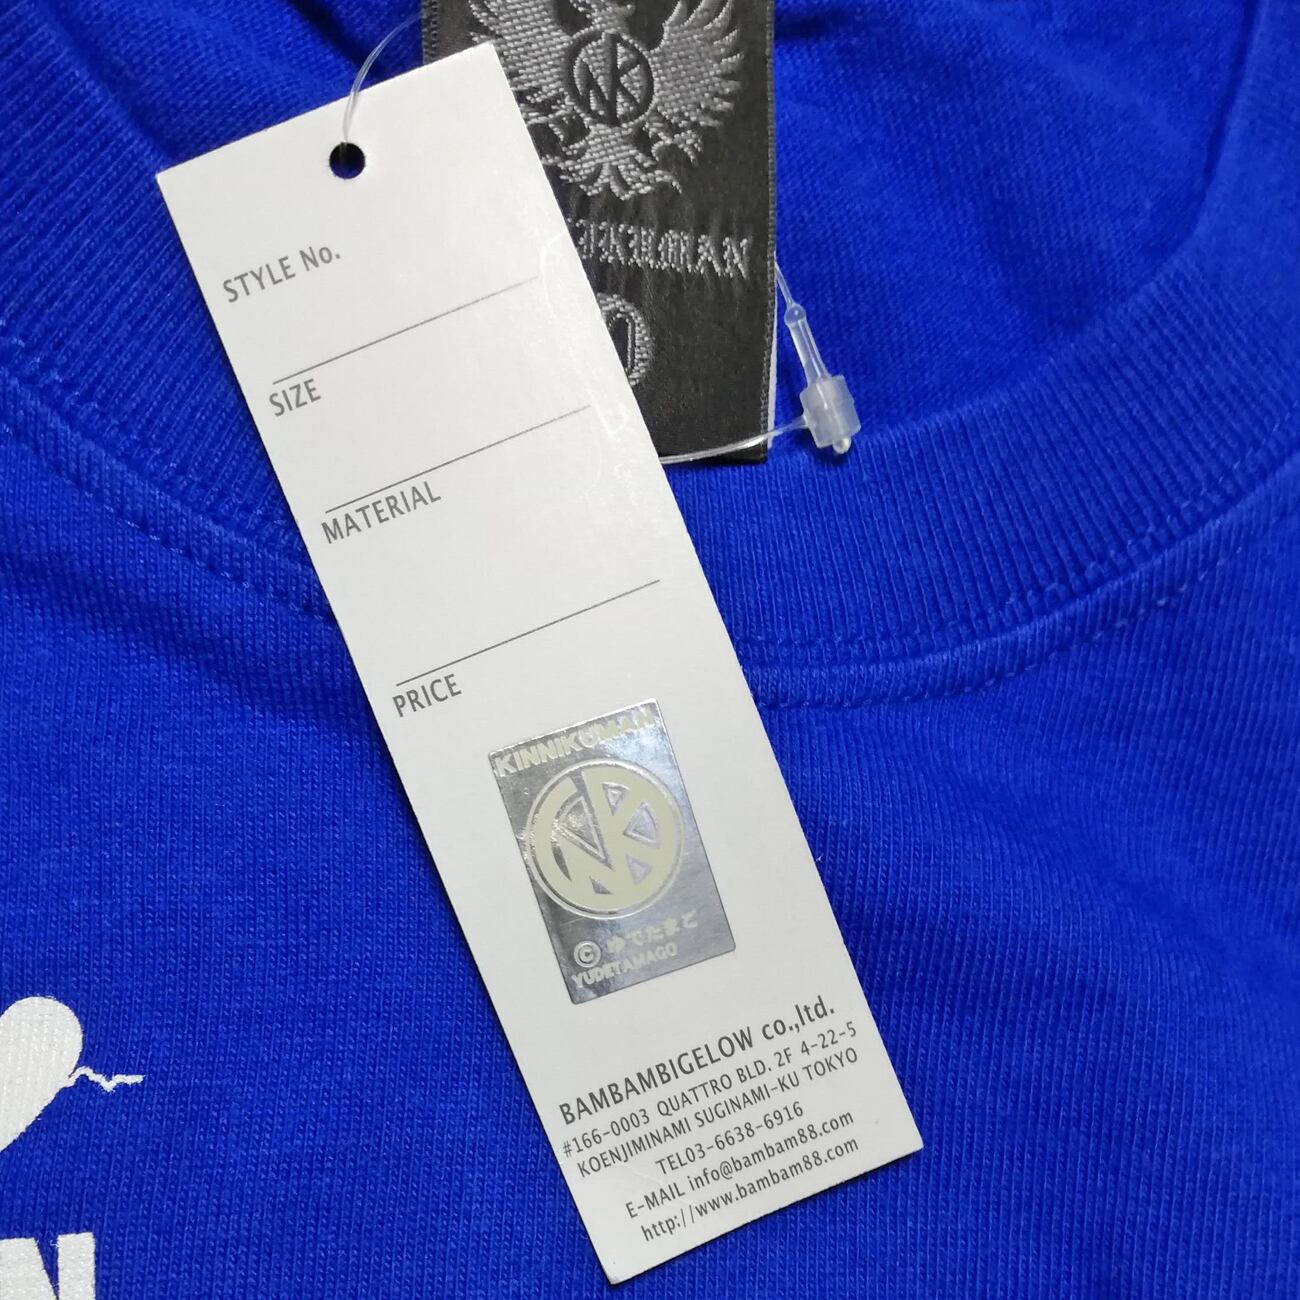 STYLE No.
SIZE
MATERIAL
PRICE
KINNIKUMAN
© ゆでたまご
YUDETAMAGO
BAMBAMBIGELOW co.,ltd.
#166-0003 QUATTRO BLD. 2F 4-22-5
KOENJIMINAMI SUGINAMI-KU TOKYO
TEL03-6638-6916
E-MAIL info@bambam88.com
http://www.bambam88.com